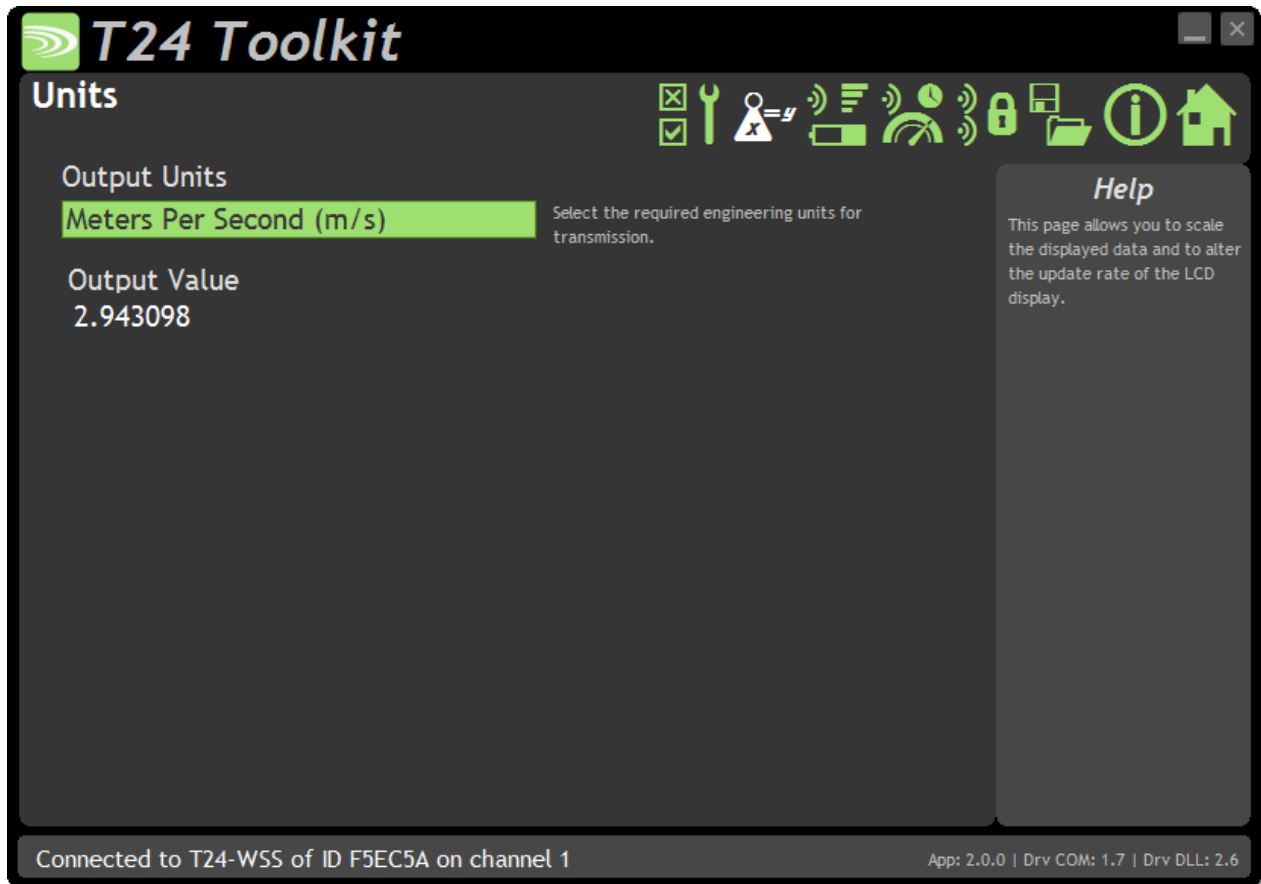 T24 Toolkit
Units
x=y
Output Units
Meters Per Second (m/s)
Select the required engineering units for
transmission.
Output Value
2.943098
Help
This page allows you to scale
the displayed data and to alter
the update rate of the LCD
display.
Connected to T24-WSS of ID F5EC5A on channel 1
App: 2.0.0 | Drv COM: 1.7 | Drv DLL: 2.6